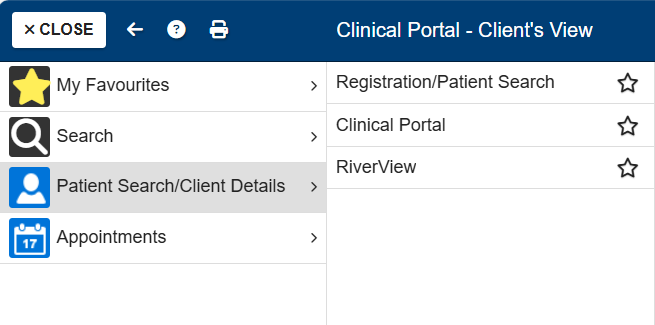 × CLOSE
Clinical Portal - Client's View
My Favourites
Search
Patient Search/Client Details
17
Appointments
Registration/Patient Search
Clinical Portal
RiverView